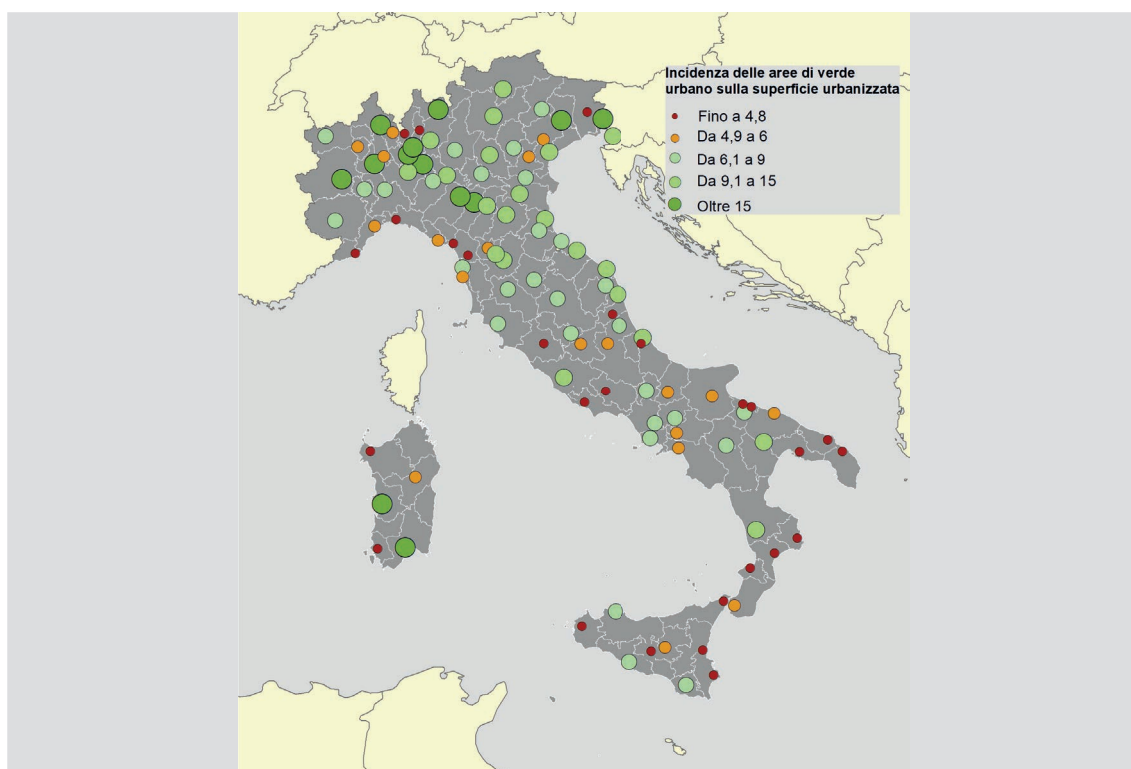 Incidenza delle aree di verde
urbano sulla superficie urbanizzata
Fino a 4,8
Da 4,9 a 6
Da 6,1 a 9
Da 9,1 a 15
Oltre 15